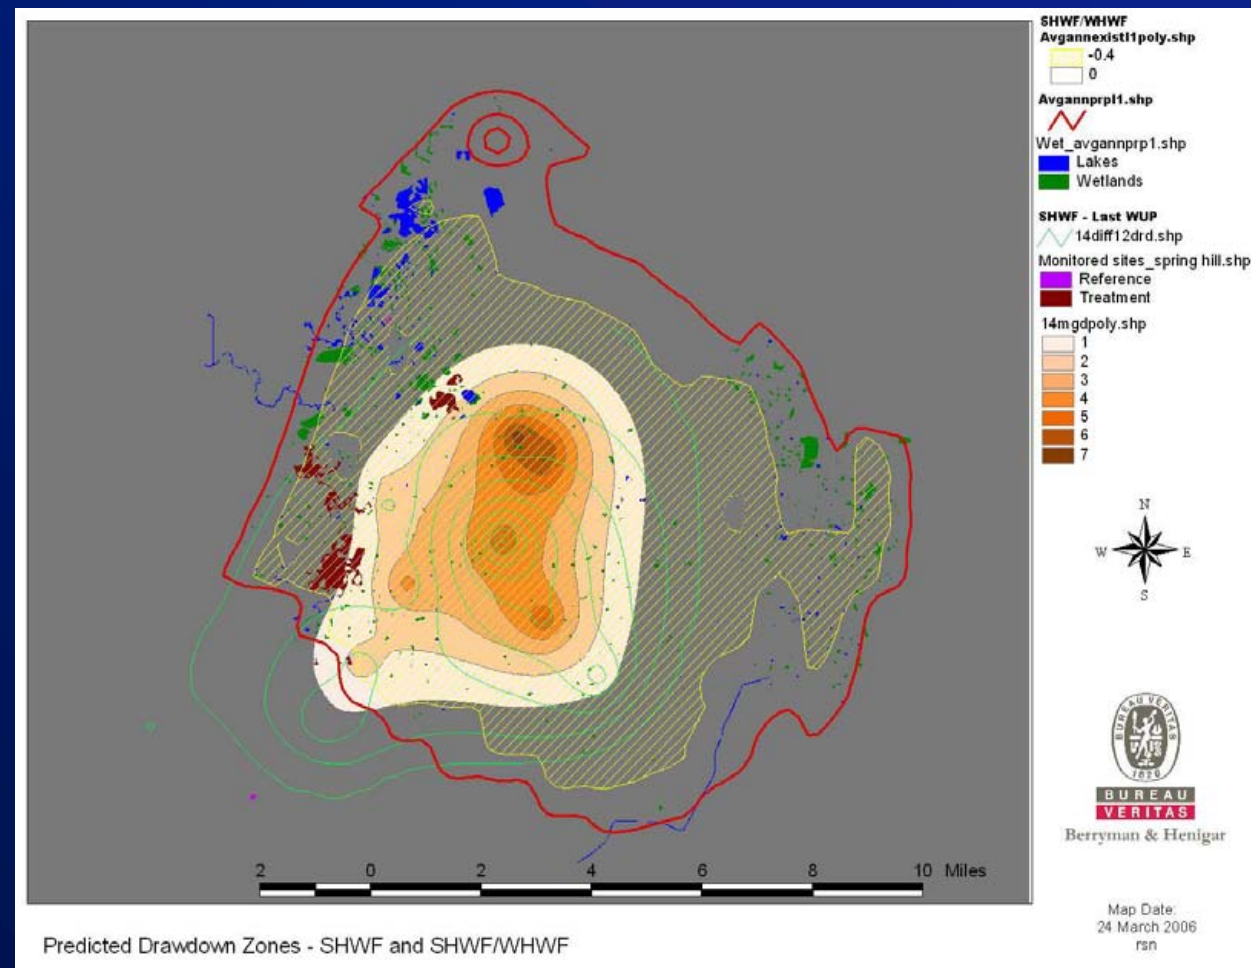 SHWF/WHWF
Avgannexistl1poly.shp
-0.4
0
Avgannprpl1.shp
Wet_avgannprp1.shp
Lakes
Wetlands
SHWF - Last WUP
14diff12drd.shp
Monitored sites_spring hill.shp
Reference
Treatment
14mgdpoly.shp
1
2
3
4
5
6
7
N
W E
S
BUREAU VERITAS
1828
BUREAU
VERITAS
Berryman & Henigar
2 0 2 4 6 8 10 Miles
Map Date:
24 March 2006
rsn
Predicted Drawdown Zones - SHWF and SHWF/WHWF